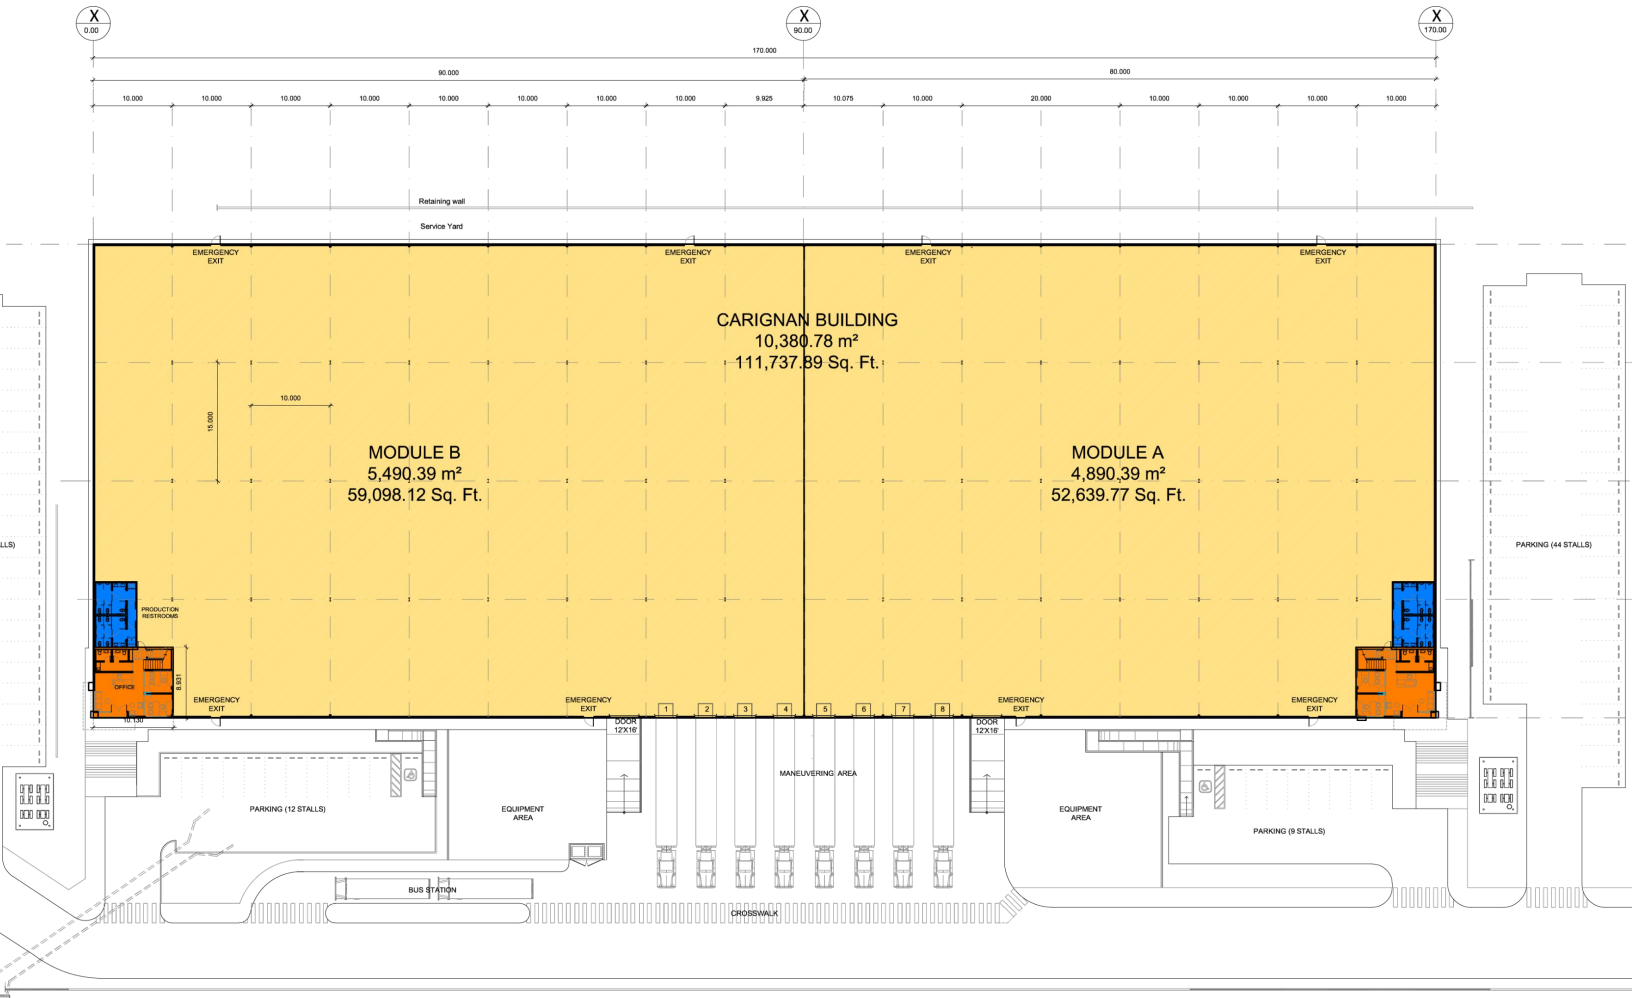 X
0.00
X
90.00
X
170.00
170.000
90.000
80.000
10.000
10.000
10.000
10.000
10.000
10.000
10.000
10.000
9.925
10.075
10.000
20.000
10.000
10.000
10.000
10.000
Retaining wall
Service Yard
EMERGENCY
EXIT
EMERGENCY
EXIT
EMERGENCY
EXIT
EMERGENCY
EXIT
CARIGNAN BUILDING
10,380.78 m²
111,737.89 Sq. Ft.
10.000
15.000
MODULE B
5,490.39 m²
59,098.12 Sq. Ft.
MODULE A
4,890.39 m²
52,639.77 Sq. Ft.
LLS)
PARKING (44 STALLS)
PRODUCTION
RESTROOMS
OFFICE
8.931
10.130
EMERGENCY
EXIT
EMERGENCY
EXIT
EMERGENCY
EXIT
EMERGENCY
EXIT
1
2
3
4
5
6
7
8
DOOR
12'X16'
DOOR
12'X16'
MANEUVERING AREA
PARKING (12 STALLS)
EQUIPMENT
AREA
EQUIPMENT
AREA
PARKING (9 STALLS)
BUS STATION
CROSSWALK